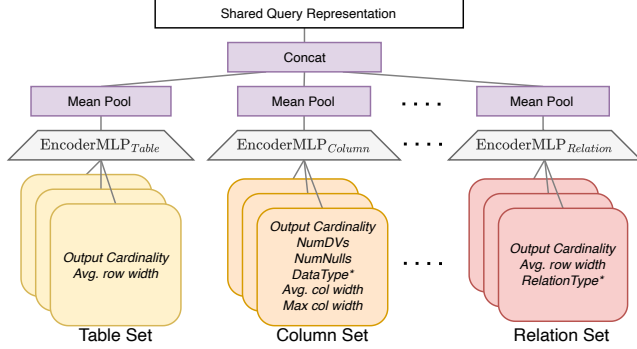 Shared Query Representation
Concat
Mean Pool
Mean Pool
Mean Pool
EncoderMLP Table
EncoderMLP Column
EncoderMLP Relation
Output Cardinality
Avg. row width
Output Cardinality
NumDVs
NumNulls
DataType*
Avg. col width
Max col width
Output Cardinality
Avg. row width
RelationType*
Table Set
Column Set
Relation Set